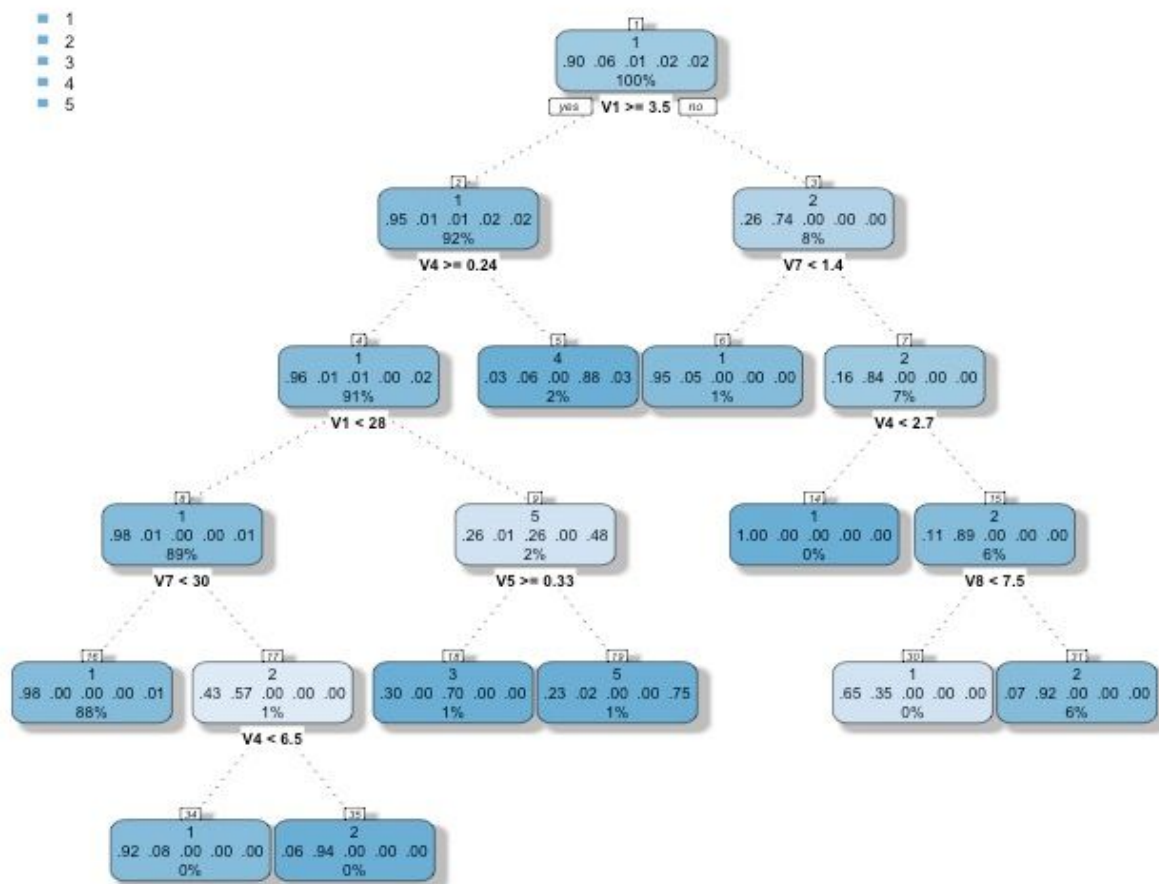 1
2
3
4
5
1
1
.90 .06 .01 .02 .02
100%
yes V1 >= 3.5 no
2
1
.95 .01 .01 .02 .02
92%
V4 >= 0.24
3
2
.26 .74 .00 .00 .00
8%
V7 < 1.4
4
1
.96 .01 .01 .00 .02
91%
V1 < 28
5
4
.03 .06 .00 .88 .03
2%
6
1
.95 .05 .00 .00 .00
1%
7
2
.16 .84 .00 .00 .00
7%
V4 < 2.7
8
1
.98 .01 .00 .00 .01
89%
V7 < 30
9
5
.26 .01 .26 .00 .48
2%
V5 >= 0.33
14
1
1.00 .00 .00 .00 .00
0%
15
2
.11 .89 .00 .00 .00
6%
V8 < 7.5
16
1
.98 .00 .00 .00 .01
88%
17
2
.43 .57 .00 .00 .00
1%
V4 < 6.5
18
3
.30 .00 .70 .00 .00
1%
19
5
.23 .02 .00 .00 .75
1%
30
1
.65 .35 .00 .00 .00
0%
31
2
.07 .92 .00 .00 .00
6%
34
1
.92 .08 .00 .00 .00
0%
35
2
.06 .94 .00 .00 .00
0%